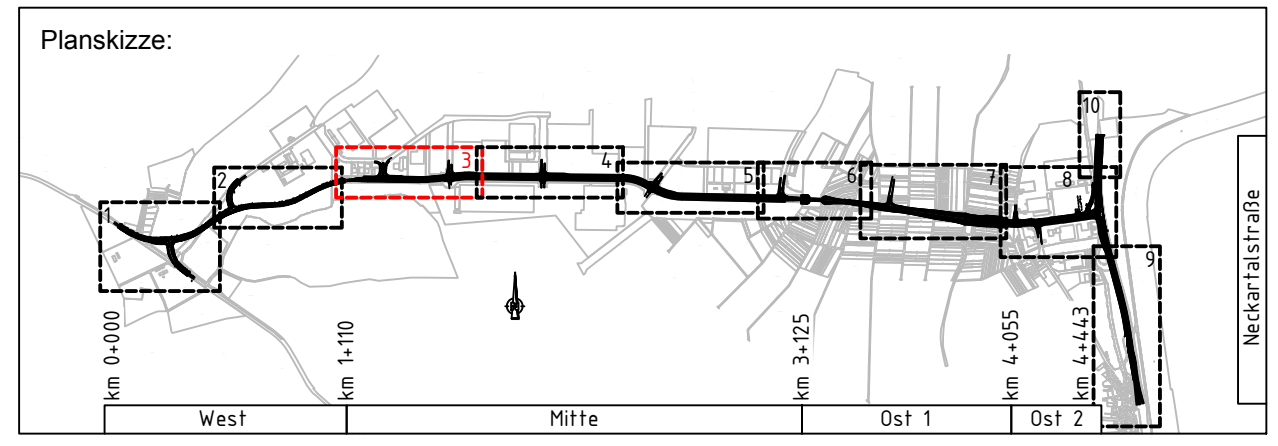 Planskizze:
1
2
3
4
5
6
7
8
9
10
km 0+000
km 1+110
km 3+125
km 4+055
km 4+443
West
Mitte
Ost 1
Ost 2
Neckartalstraße